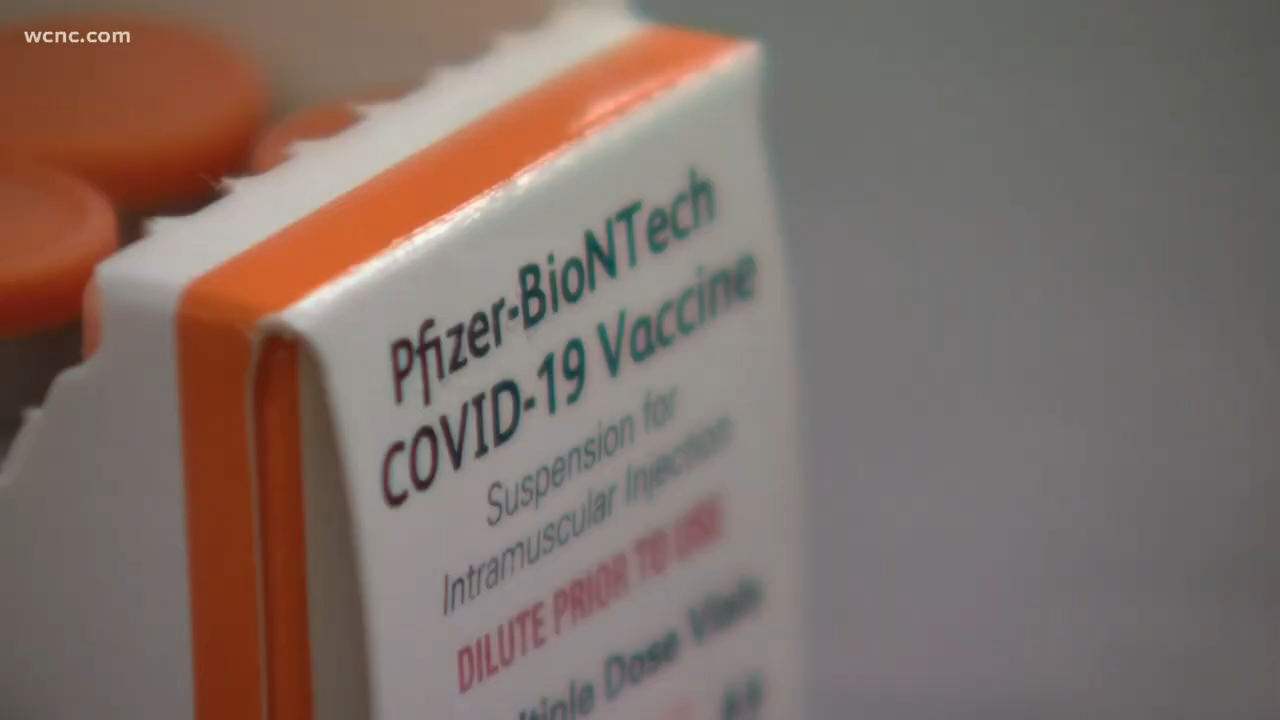 wcnc.com
Pfizer-BioNTech
COVID-19 Vaccine
Suspension for
Intramuscular Injection
DILUTE PRIOR TO USE
Dose Vials